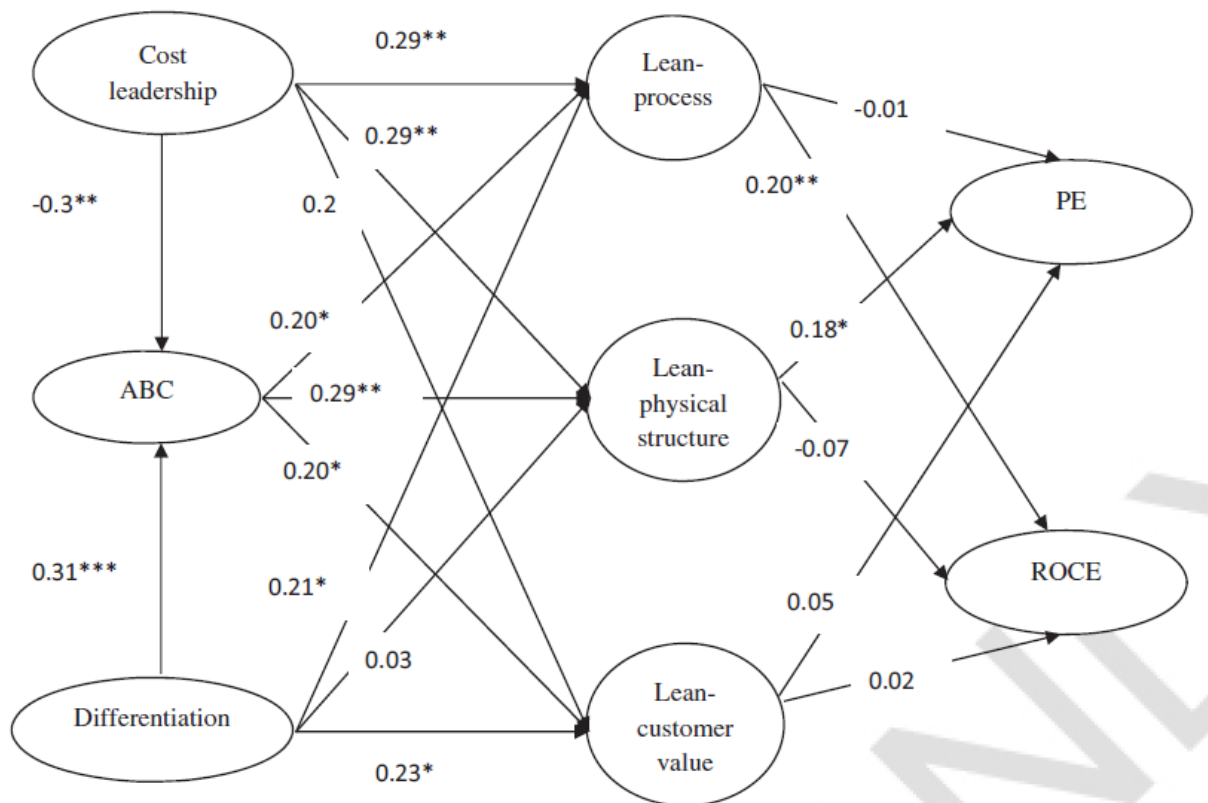 Cost
leadership
0.29**
Lean-
process
-0.01
0.29**
-0.3**
0.2
0.20**
PE
0.20*
0.18*
ABC
0.29**
Lean-
physical
structure
-0.07
0.20*
0.31***
0.21*
0.05
ROCE
0.03
0.02
Differentiation
Lean-
customer
value
0.23*